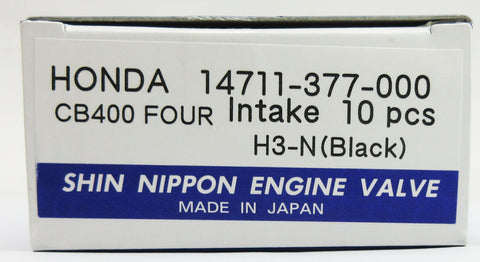 HONDA 14711-377-000
CB400 FOUR Intake 10 pcs
H3-N(Black)
SHIN NIPPON ENGINE VALVE
MADE IN JAPAN